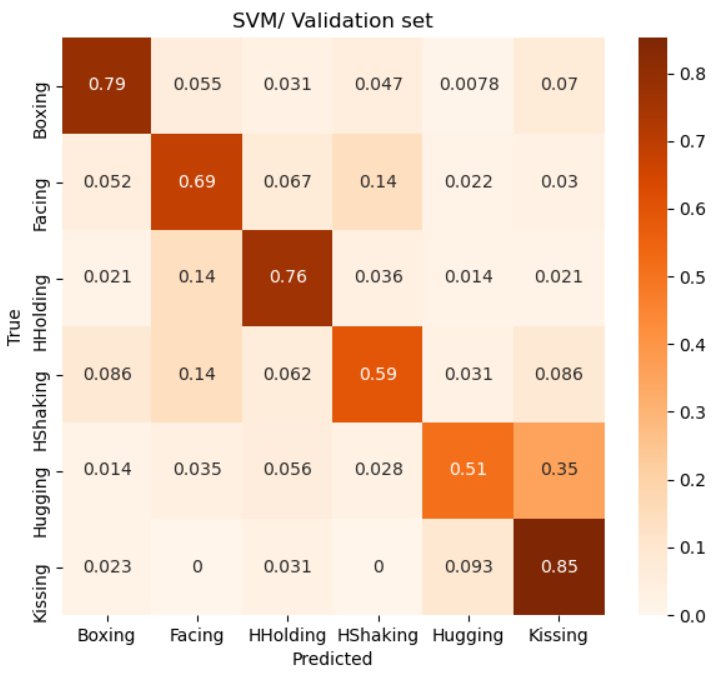 SVM/ Validation set
True
Boxing 0.79 0.055 0.031 0.047 0.0078 0.07
Facing 0.052 0.69 0.067 0.14 0.022 0.03
HHolding 0.021 0.14 0.76 0.036 0.014 0.021
HShaking 0.086 0.14 0.062 0.59 0.031 0.086
Hugging 0.014 0.035 0.056 0.028 0.51 0.35
Kissing 0.023 0 0.031 0 0.093 0.85
Boxing Facing HHolding HShaking Hugging Kissing
Predicted
0.8
0.7
0.6
0.5
0.4
0.3
0.2
0.1
0.0